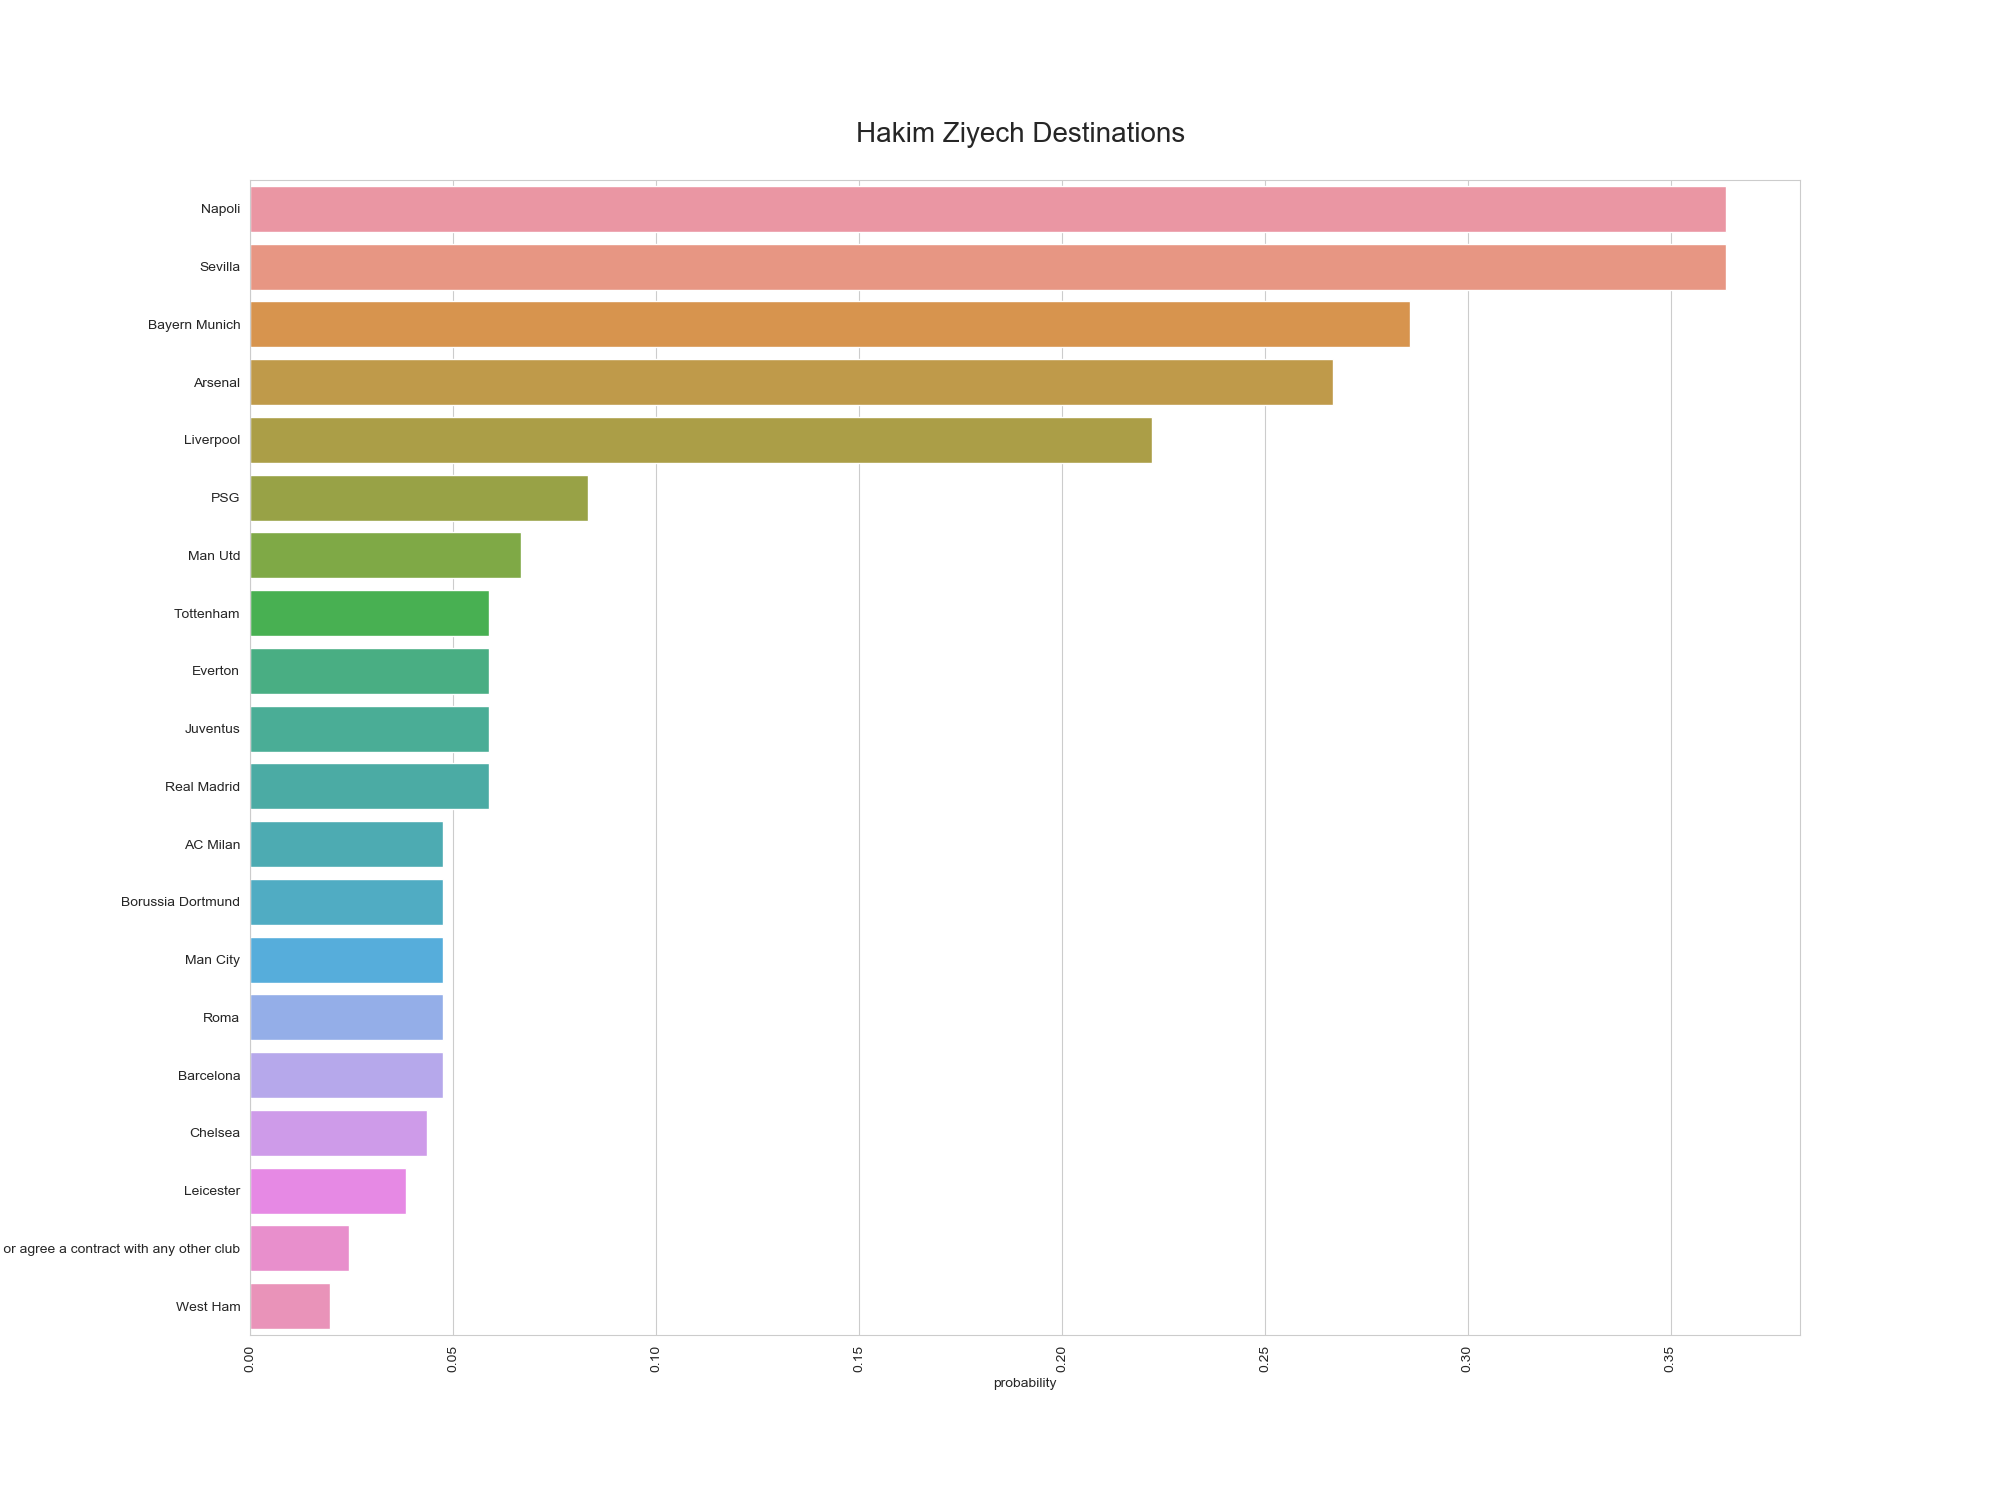 Hakim Ziyech Destinations
Napoli
Sevilla
Bayern Munich
Arsenal
Liverpool
PSG
Man Utd
Tottenham
Everton
Juventus
Real Madrid
AC Milan
Borussia Dortmund
Man City
Roma
Barcelona
Chelsea
Leicester
or agree a contract with any other club
West Ham
0.00 0.05 0.10 0.15 0.20 0.25 0.30 0.35
probability